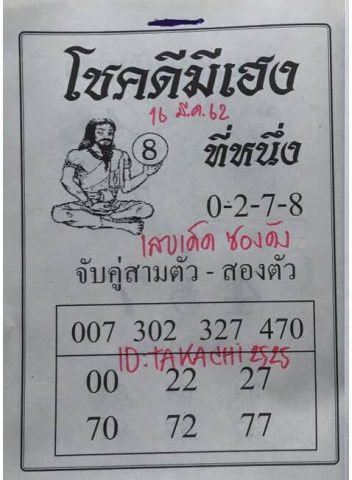 โชคดีมีเฮง
16 มี.ค. 62
8
ที่หนึ่ง
0-2-7-8
เลขเด็ด ซองดัง
จับคู่สามตัว - สองตัว
007 302 327 470
ID:TAKACHI2525
00 22 27
70 72 77